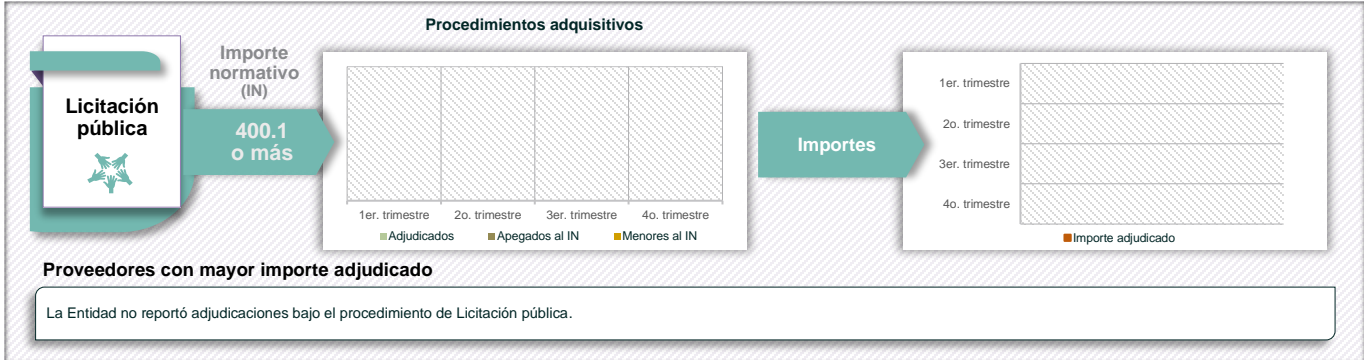 Procedimientos adquisitivos
Licitación
pública
Importe
normativo
(IN)
400.1
o más
1er. trimestre 2o. trimestre 3er. trimestre 4o. trimestre
Adjudicados Apegados al IN Menores al IN
Importes
1er. trimestre
2o. trimestre
3er. trimestre
4o. trimestre
Importe adjudicado
Proveedores con mayor importe adjudicado
La Entidad no reportó adjudicaciones bajo el procedimiento de Licitación pública.